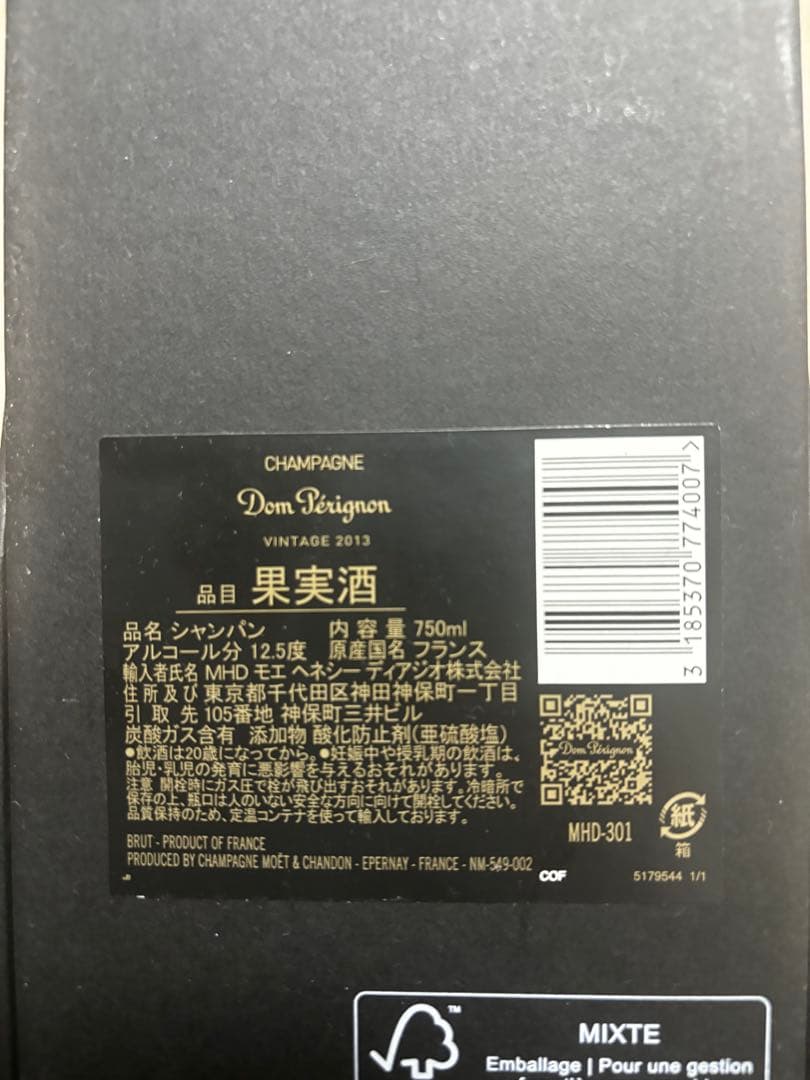 CHAMPAGNE
Dom Pérignon
VINTAGE 2013
品目 果実酒
品名 シャンパン 内容量 750ml
アルコール分 12.5度 原産国名 フランス
輸入者氏名 MHD モエ ヘネシー ディアジオ株式会社
住所及び 東京都千代田区神田神保町一丁目
引取先 105番地 神保町三井ビル
炭酸ガス含有 添加物 酸化防止剤(亜硫酸塩)
●飲酒は20歳になってから。●妊娠中や授乳期の飲酒は、
胎児・乳児の発育に悪影響を与えるおそれがあります。
注意 開栓時にガス圧で栓が飛び出すおそれがあります。冷暗所で
保存の上、瓶口は人のいない安全な方向に向けて開栓してください。
品質保持のため、定温コンテナを使って輸入しております。
BRUT - PRODUCT OF FRANCE
PRODUCED BY CHAMPAGNE MOËT & CHANDON - EPERNAY - FRANCE - NM-549-002
3 185370 774007 >
Dom Pérignon
MHD-301
紙
箱
COF
5179544 1/1
TM
MIXTE
Emballage | Pour une gestion